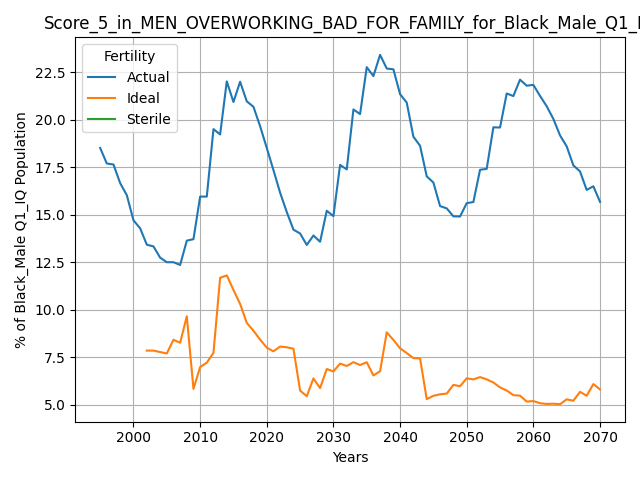 Score_5_in_MEN_OVERWORKING_BAD_FOR_FAMILY_for_Black_Male_Q1_I
Fertility
Actual
Ideal
Sterile
% of Black_Male Q1_IQ Population
22.5
20.0
17.5
15.0
12.5
10.0
7.5
5.0
2000 2010 2020 2030 2040 2050 2060 2070
Years